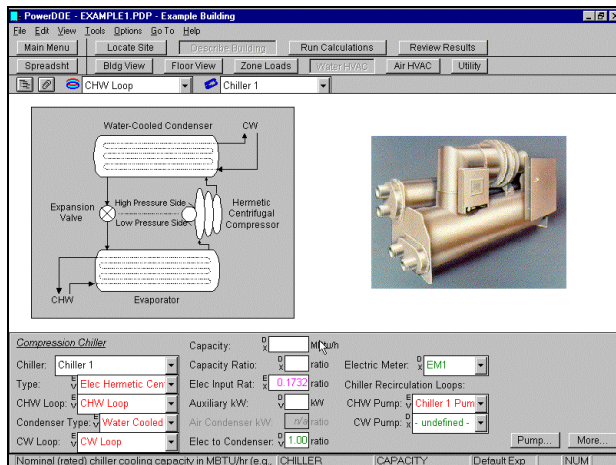 PowerDOE - EXAMPLE1.PDP - Example Building
File Edit View Tools Options Go To Help
Main Menu Locate Site Describe Building Run Calculations Review Results
Spreadsht Bldg View Floor View Zone Loads Water HVAC Air HVAC Utility
CHW Loop Chiller 1
Water-Cooled Condenser CW
Expansion Valve
High Pressure Side
Low Pressure Side
Hermetic Centrifugal Compressor
CHW Evaporator
Compression Chiller
Capacity: D X MBtu/h
Chiller: Chiller 1 Capacity Ratio: D X ratio Electric Meter: D X EM1
Type: E V Elec Hermetic Cen Elec Input Rat: E X 0.1732 ratio Chiller Recirculation Loops:
CHW Loop: E V CHW Loop Auxiliary kW: D V kW CHW Pump: E V Chiller 1 Pum
Condenser Type: E V Water Cooled Air Condenser kW: n/a ratio CW Pump: D X - undefined -
CW Loop: E V CW Loop Elec to Condenser: D V 1.00 ratio Pump... More...
Nominal (rated) chiller cooling capacity in MBTU/hr (e.g., CHILLER CAPACITY Default Exp NUM